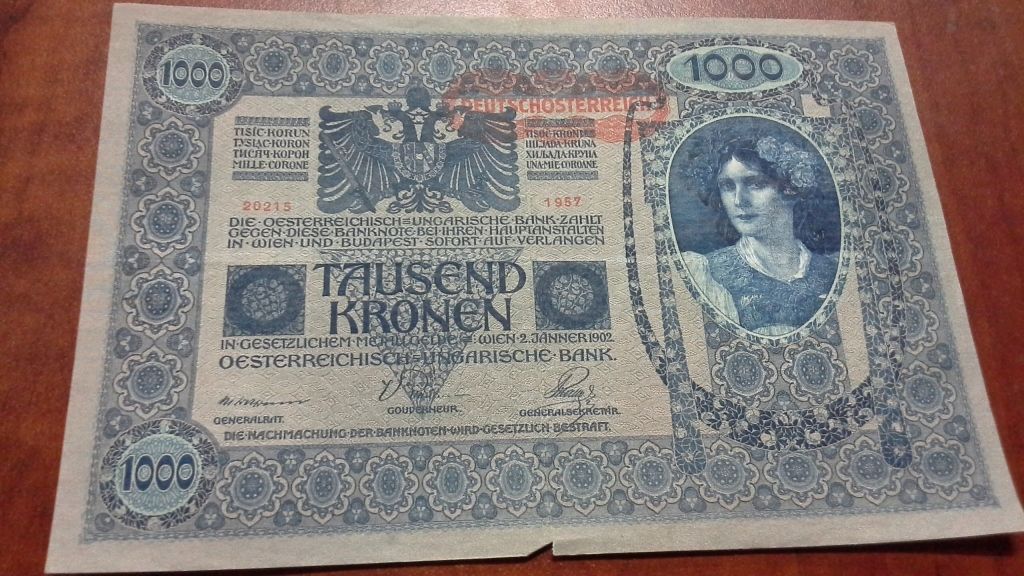 1000
1000
DEUTSCHÖSTERREICH
TISÍC·KORUN
TYSIĄC·KORON
ТИСЯЧ·КОРОН
MILLE·CORONE
TISOČ·KRON
HILJADA·KRUNA
ХИЉАДА·КРУНА
UNA·MIE·COROANE
20215
1957
DIE·OESTERREICHISCH=UNGARISCHE·BANK·ZAHLT
GEGEN·DIESE·BANKNOTE·BEI·IHREN·HAUPTANSTALTEN
IN·WIEN·UND·BUDAPEST·SOFORT·AUF·VERLANGEN
TAUSEND
KRONEN
IN·GESETZLICHEM·METALLGELDE=·WIEN·2·JÄNNER·1902
OESTERREICHISCH=UNGARISCHE·BANK.
GENERALRAT.
GOUVERNEUR.
GENERALSEKRETÄR.
DIE·NACHMACHUNG·DER·BANKNOTEN·WIRD·GESETZLICH·BESTRAFT.
1000